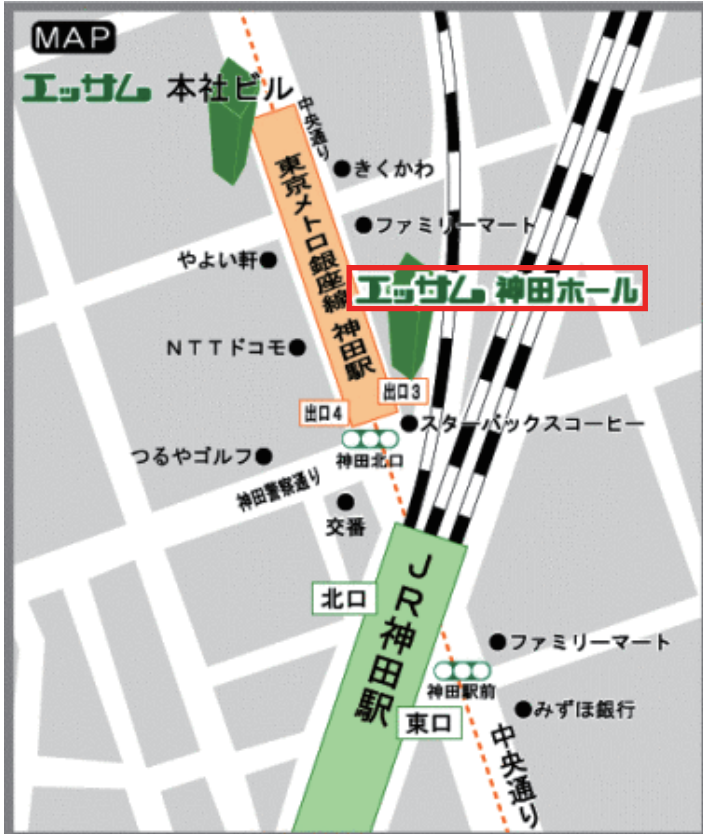 MAP
エッサム 本社ビル
中央通り
きくかわ
東京メトロ銀座線 神田駅
ファミリーマート
やよい軒
エッサム 神田ホール
NTTドコモ
出口3
出口4
スターバックスコーヒー
神田北口
つるやゴルフ
神田警察通り
交番
JR神田駅
北口
ファミリーマート
神田駅前
東口
みずほ銀行
中央通り